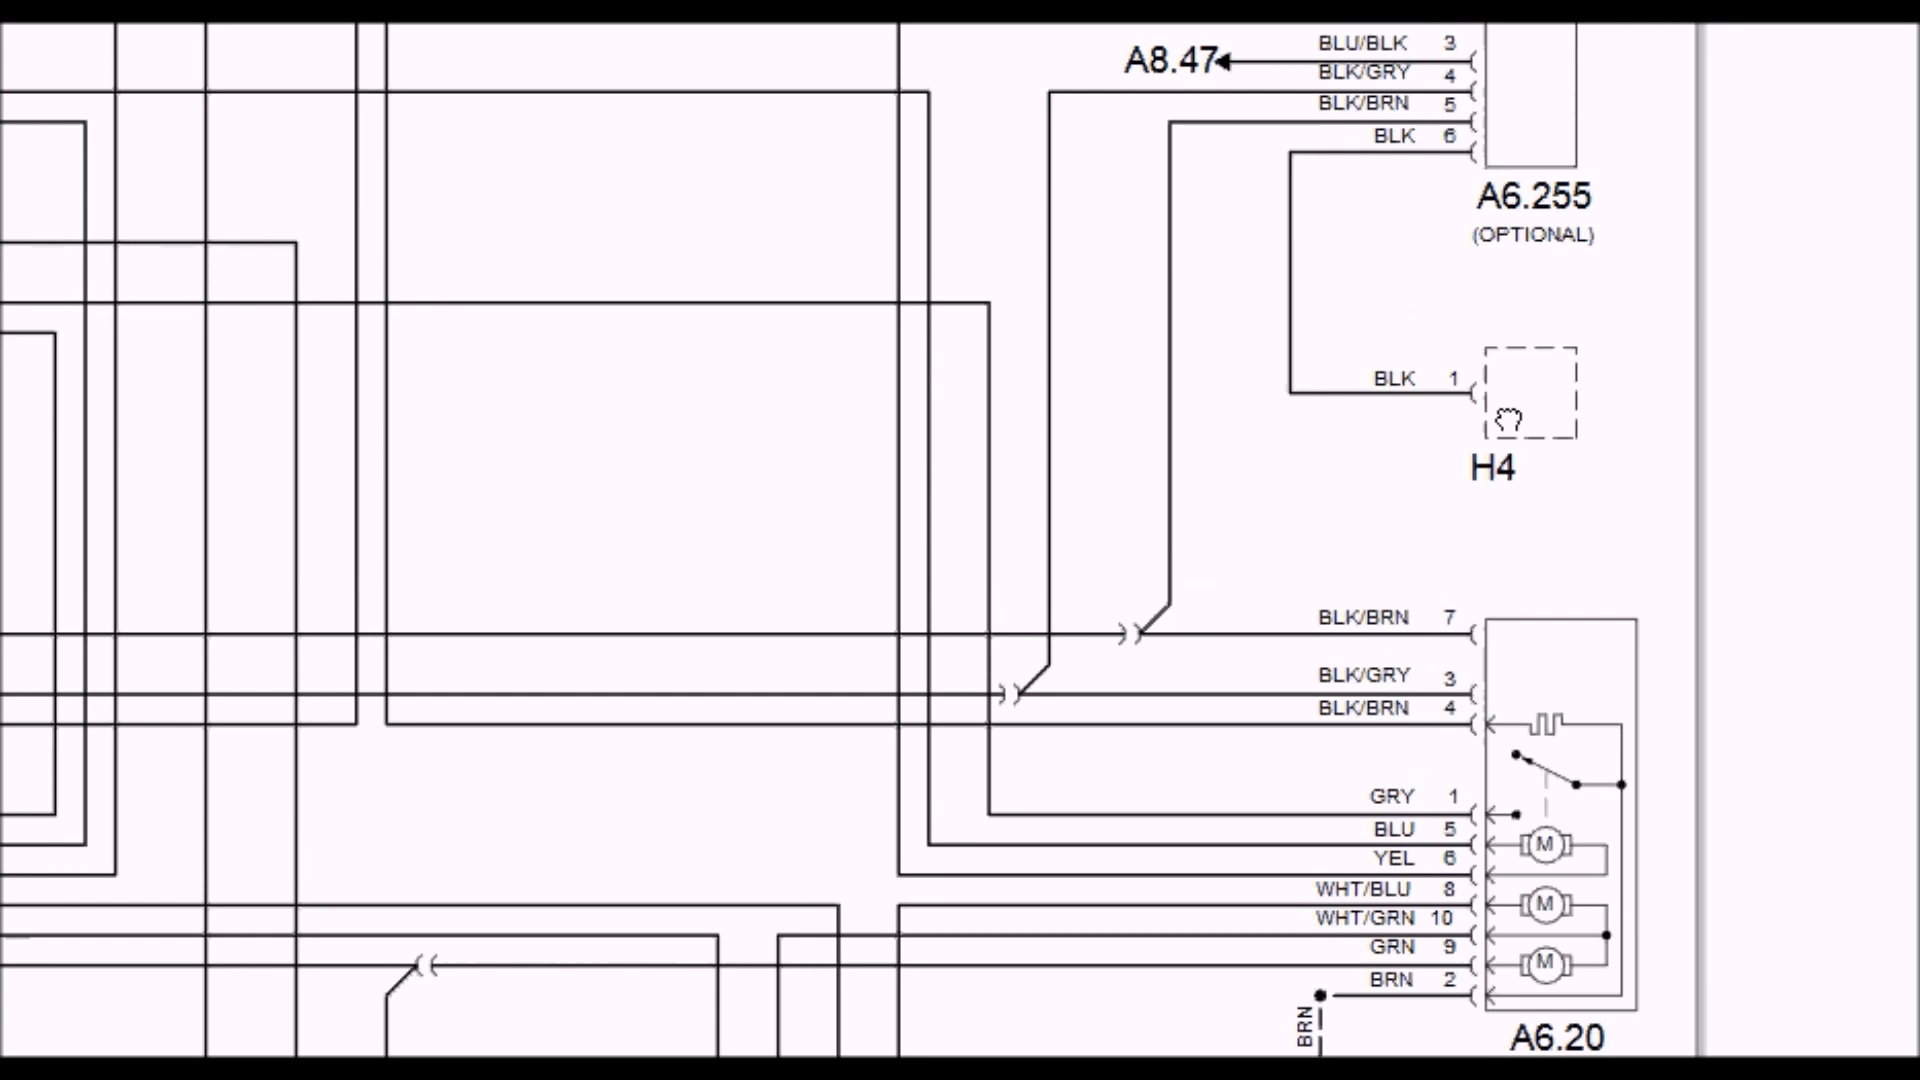 A8.47
BLU/BLK 3
BLK/GRY 4
BLK/BRN 5
BLK 6
A6.255
(OPTIONAL)
BLK 1
H4
BLK/BRN 7
BLK/GRY 3
BLK/BRN 4
GRY 1
BLU 5
M
YEL 6
WHT/BLU 8
M
WHT/GRN 10
GRN 9
M
BRN 2
BRN
A6.20